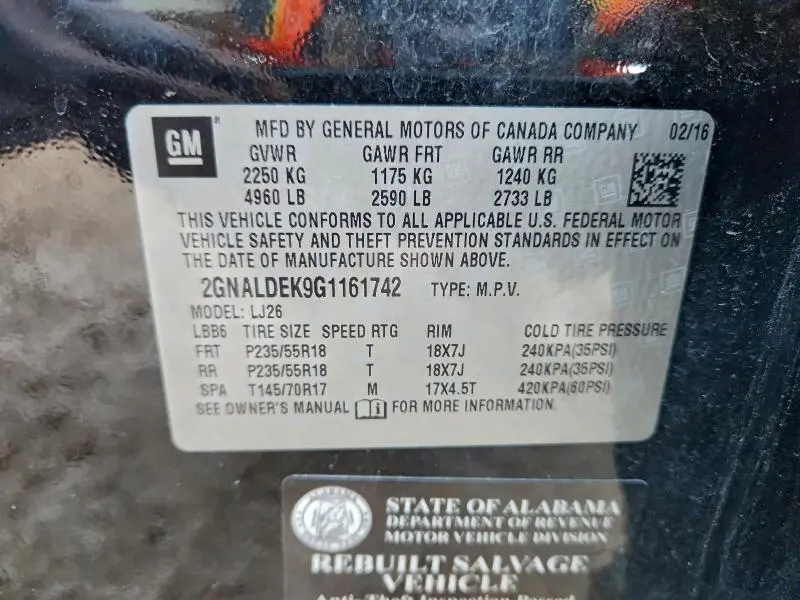 GM ® MFD BY GENERAL MOTORS OF CANADA COMPANY 02/16
GVWR GAWR FRT GAWR RR
2250 KG 1175 KG 1240 KG
4960 LB 2590 LB 2733 LB
THIS VEHICLE CONFORMS TO ALL APPLICABLE U.S. FEDERAL MOTOR
VEHICLE SAFETY AND THEFT PREVENTION STANDARDS IN EFFECT ON
THE DATE OF MANUFACTURE SHOWN ABOVE.
2GNALDEK9G1161742 TYPE: M.P.V.
MODEL: LJ26
LBB6 TIRE SIZE SPEED RTG RIM COLD TIRE PRESSURE
FRT P235/55R18 T 18X7J 240KPA(35PSI)
RR P235/55R18 T 18X7J 240KPA(35PSI)
SPA T145/70R17 M 17X4.5T 420KPA(60PSI)
SEE OWNER'S MANUAL FOR MORE INFORMATION.
STATE OF ALABAMA
DEPARTMENT OF REVENUE
MOTOR VEHICLE DIVISION
REBUILT SALVAGE
VEHICLE
Anti-Theft Inspection Passed